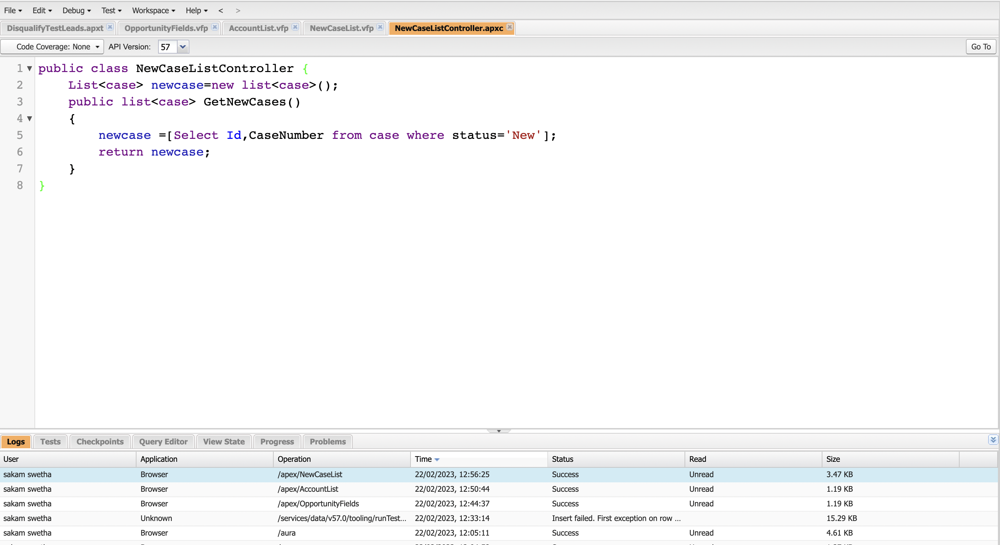 File Edit Debug Test Workspace Help < >
DisqualifyTestLeads.apxt OpportunityFields.vfp AccountList.vfp NewCaseList.vfp NewCaseListController.apxc
Code Coverage: None API Version: 57 Go To
1 public class NewCaseListController {
2 List<case> newcase=new list<case>();
3 public list<case> GetNewCases()
4 {
5 newcase =[Select Id,CaseNumber from case where status='New'];
6 return newcase;
7 }
8 }
Logs Tests Checkpoints Query Editor View State Progress Problems
User Application Operation Time Status Read Size
sakam swetha Browser /apex/NewCaseList 22/02/2023, 12:56:25 Success Unread 3.47 KB
sakam swetha Browser /apex/AccountList 22/02/2023, 12:50:44 Success Unread 1.19 KB
sakam swetha Browser /apex/OpportunityFields 22/02/2023, 12:44:37 Success Unread 1.19 KB
sakam swetha Unknown /services/data/v57.0/tooling/runTest... 22/02/2023, 12:33:14 Insert failed. First exception on row ... 15.29 KB
sakam swetha Browser /aura 22/02/2023, 12:05:11 Success Unread 4.61 KB